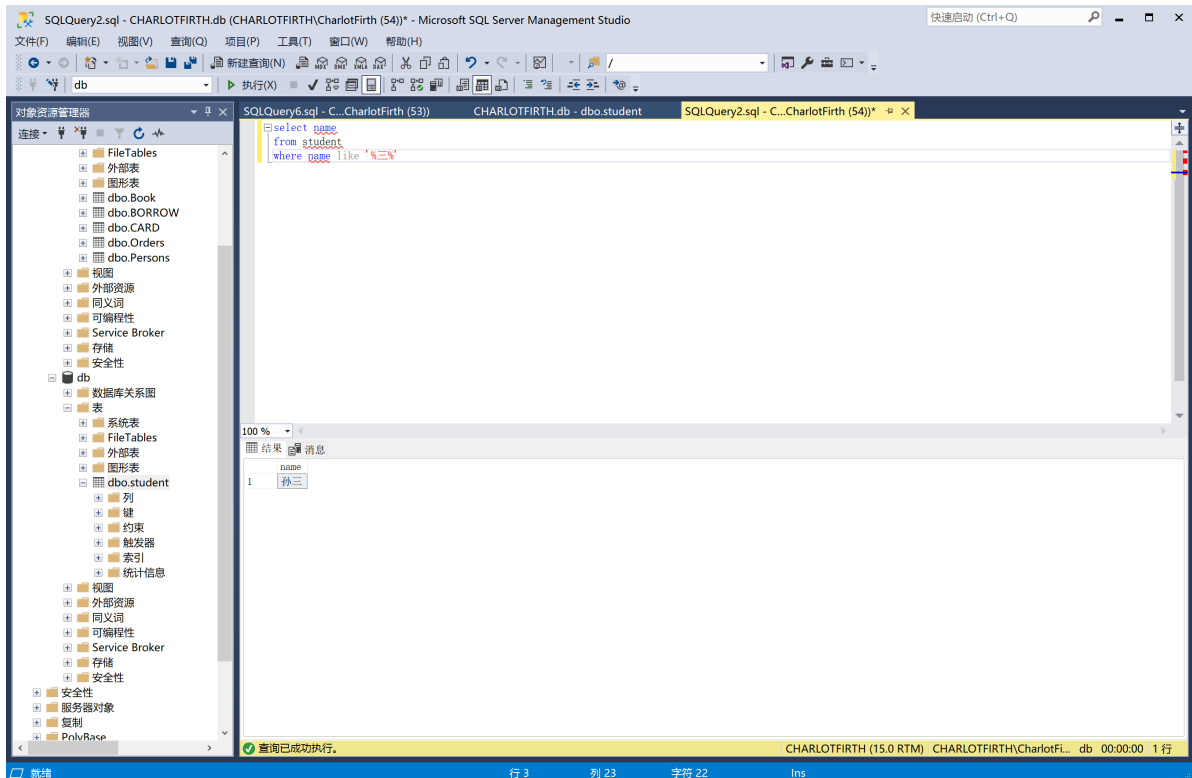 SQLQuery2.sql - CHARLOTFIRTH.db (CHARLOTFIRTH\CharlotFirth (54))* - Microsoft SQL Server Management Studio
快速启动 (Ctrl+Q)
文件(F) 编辑(E) 视图(V) 查询(Q) 项目(P) 工具(T) 窗口(W) 帮助(H)
新建查询(N) MDX DMX XMLA DAX /
db 执行(X)
对象资源管理器
连接
FileTables
外部表
图形表
dbo.Book
dbo.BORROW
dbo.CARD
dbo.Orders
dbo.Persons
视图
外部资源
同义词
可编程性
Service Broker
存储
安全性
db
数据库关系图
表
系统表
FileTables
外部表
图形表
dbo.student
列
键
约束
触发器
索引
统计信息
视图
外部资源
同义词
可编程性
Service Broker
存储
安全性
安全性
服务器对象
复制
PolyBase
SQLQuery6.sql - C...CharlotFirth (53)) CHARLOTFIRTH.db - dbo.student SQLQuery2.sql - C...CharlotFirth (54))*
select name
from student
where name like '%三%'
100 %
结果 消息
name
1 孙三
查询已成功执行。 CHARLOTFIRTH (15.0 RTM) CHARLOTFIRTH\CharlotFi... db 00:00:00 1 行
就绪 行 3 列 23 字符 22 Ins